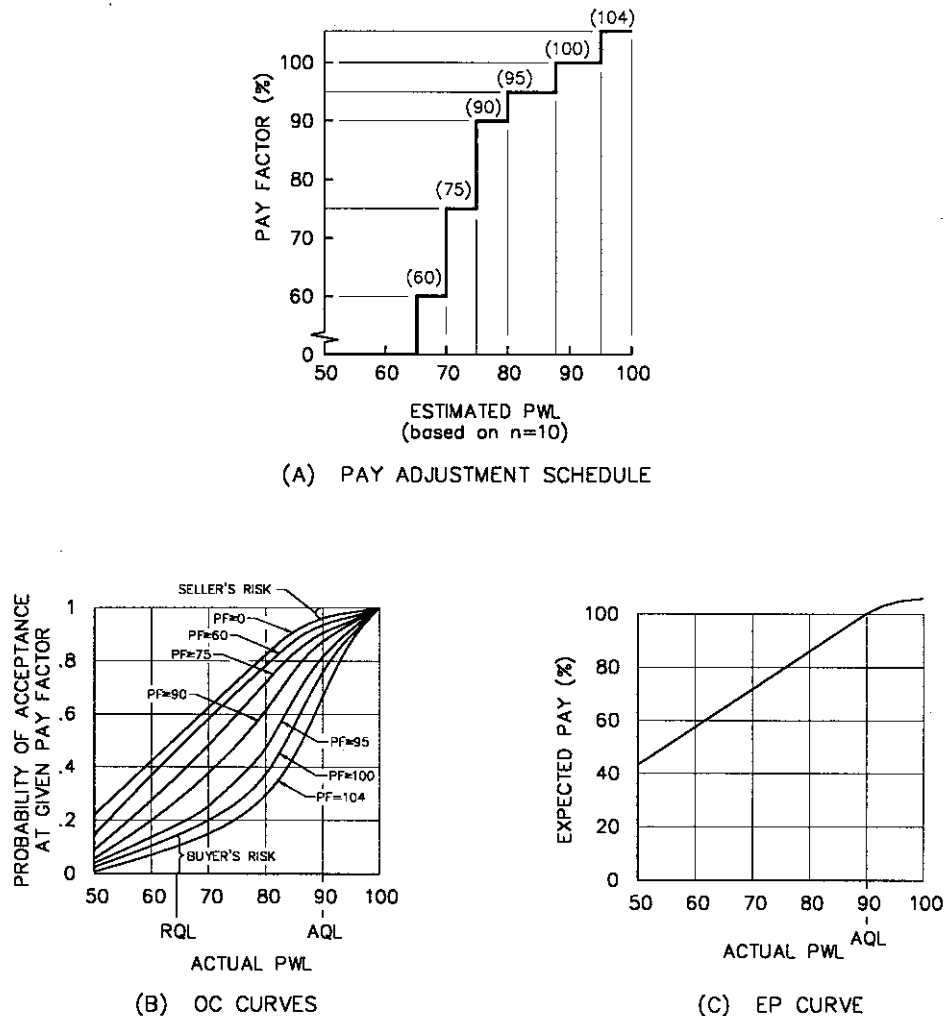 (104)
(100)
(95)
(90)
(75)
(60)
PAY FACTOR (%)
100
90
80
70
60
0
50 60 70 80 90 100
ESTIMATED PWL
(based on n=10)
(A) PAY ADJUSTMENT SCHEDULE
PROBABILITY OF ACCEPTANCE
AT GIVEN PAY FACTOR
SELLER'S RISK
PF=0
PF=60
PF=75
PF=90
PF=95
PF=100
PF=104
BUYER'S RISK
1
.8
.6
.4
.2
0
50 60 70 80 90 100
RQL AQL
ACTUAL PWL
(B) OC CURVES
EXPECTED PAY (%)
100
80
60
40
20
0
50 60 70 80 90 100
AQL
ACTUAL PWL
(C) EP CURVE